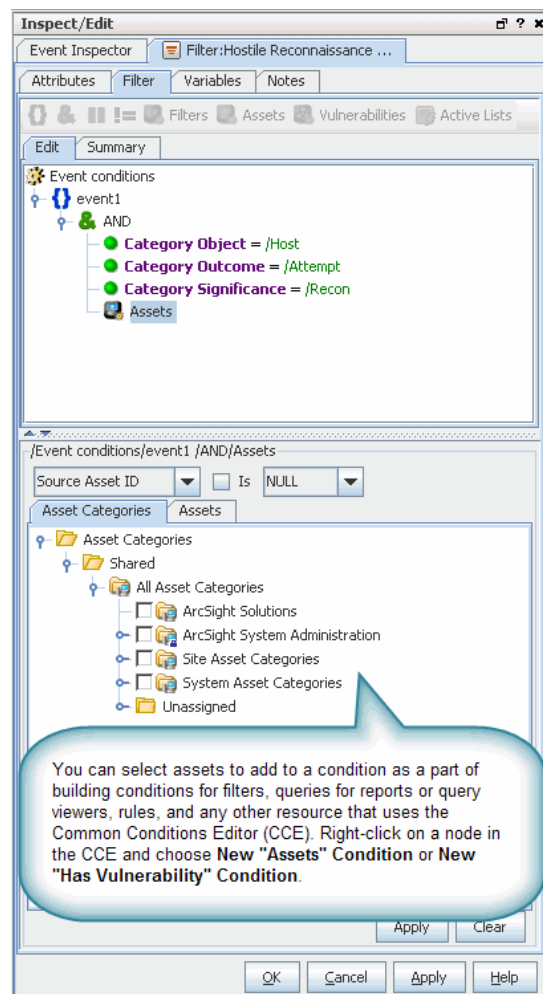 Inspect/Edit
Event Inspector
Filter:Hostile Reconnaissance ...
Attributes Filter Variables Notes
!= Filters Assets Vulnerabilities Active Lists
Edit Summary
Event conditions
event1
AND
Category Object = /Host
Category Outcome = /Attempt
Category Significance = /Recon
Assets
/Event conditions/event1 /AND/Assets
Source Asset ID Is NULL
Asset Categories Assets
Asset Categories
Shared
All Asset Categories
ArcSight Solutions
ArcSight System Administration
Site Asset Categories
System Asset Categories
Unassigned
You can select assets to add to a condition as a part of
building conditions for filters, queries for reports or query
viewers, rules, and any other resource that uses the
Common Conditions Editor (CCE). Right-click on a node in
the CCE and choose New "Assets" Condition or New
"Has Vulnerability" Condition.
Apply Clear
OK Cancel Apply Help